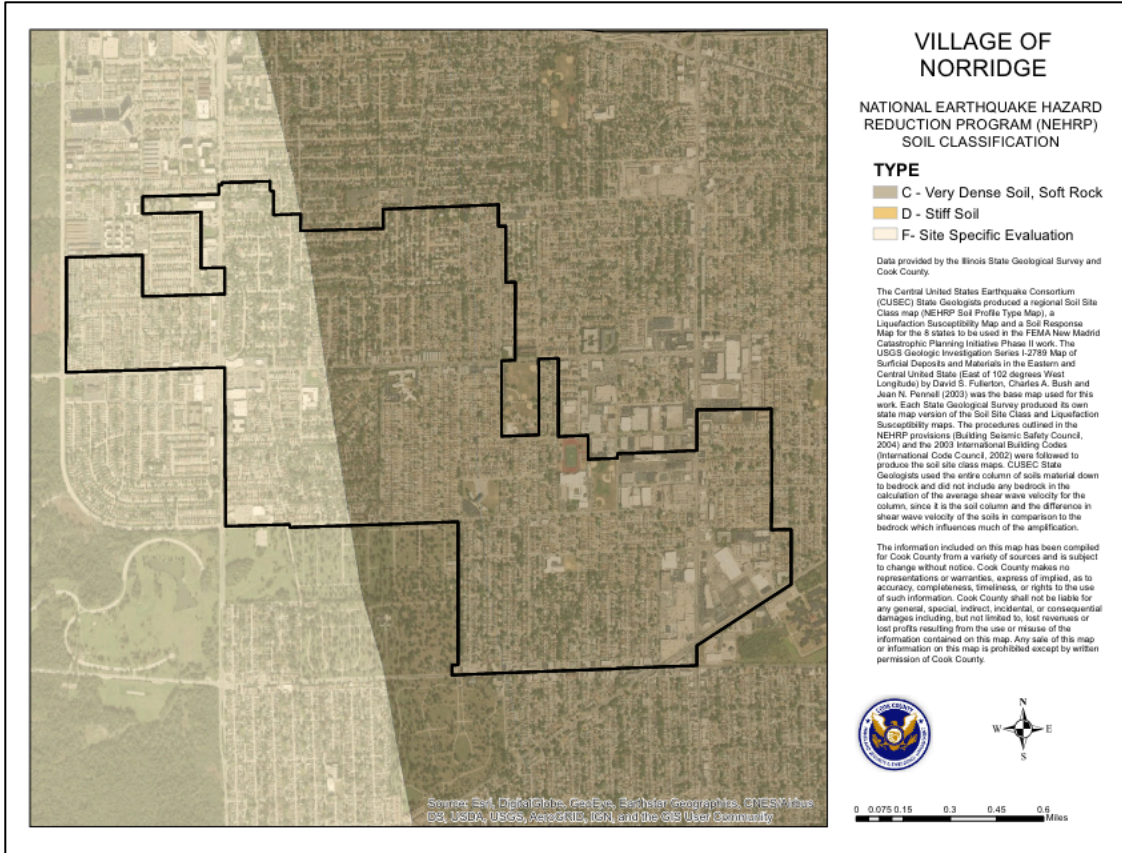 VILLAGE OF
NORRIDGE
NATIONAL EARTHQUAKE HAZARD
REDUCTION PROGRAM (NEHRP)
SOIL CLASSIFICATION
TYPE
C - Very Dense Soil, Soft Rock
D - Stiff Soil
F- Site Specific Evaluation
Data provided by the Illinois State Geological Survey and
Cook County.
The Central United States Earthquake Consortium
(CUSEC) State Geologists produced a regional Soil Site
Class map (NEHRP Soil Profile Type Map), a
Liquefaction Susceptibility Map and a Soil Response
Map for the 8 states to be used in the FEMA New Madrid
Catastrophic Planning Initiative Phase II work. The
USGS Geologic Investigation Series I-2789 Map of
Surficial Deposits and Materials in the Eastern and
Central United State (East of 102 degrees West
Longitude) by David S. Fullerton, Charles A. Bush and
Jean N. Pennell (2003) was the base map used for this
work. Each State Geological Survey produced its own
state map version of the Soil Site Class and Liquefaction
Susceptibility maps. The procedures outlined in the
NEHRP provisions (Building Seismic Safety Council,
2004) and the 2003 International Building Codes
(International Code Council, 2002) were followed to
produce the soil site class maps. CUSEC State
Geologists used the entire column of soils material down
to bedrock and did not include any bedrock in the
calculation of the average shear wave velocity for the
column, since it is the soil column and the difference in
shear wave velocity of the soils in comparison to the
bedrock which influences much of the amplification.
The information included on this map has been compiled
for Cook County from a variety of sources and is subject
to change without notice. Cook County makes no
representations or warranties, express of implied, as to
accuracy, completeness, timeliness, or rights to the use
of such information. Cook County shall not be liable for
any general, special, indirect, incidental, or consequential
damages including, but not limited to, lost revenues or
lost profits resulting from the use or misuse of the
information contained on this map. Any sale of this map
or information on this map is prohibited except by written
permission of Cook County.
COOK COUNTY
N
W E
S
0 0.075 0.15 0.3 0.45 0.6
Miles
Source: Esri, DigitalGlobe, GeoEye, Earthstar Geographics, CNES/Airbus
DS, USDA, USGS, AeroGRID, IGN, and the GIS User Community